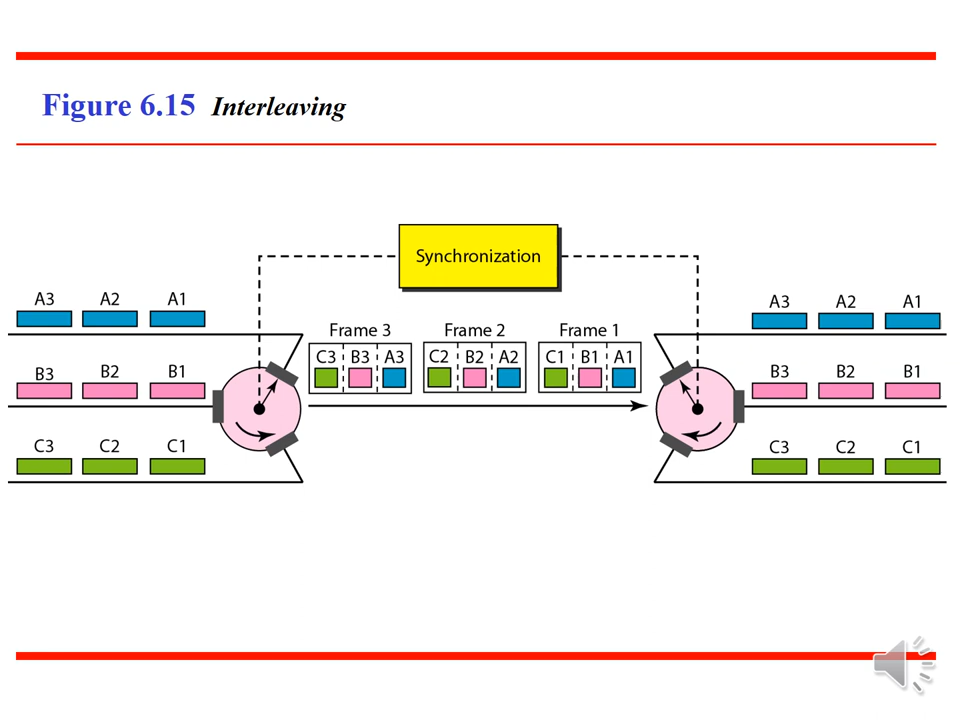 Figure 6.15 Interleaving
Synchronization
A3 A2 A1
B3 B2 B1
C3 C2 C1
Frame 3 Frame 2 Frame 1
C3 B3 A3 C2 B2 A2 C1 B1 A1
A3 A2 A1
B3 B2 B1
C3 C2 C1